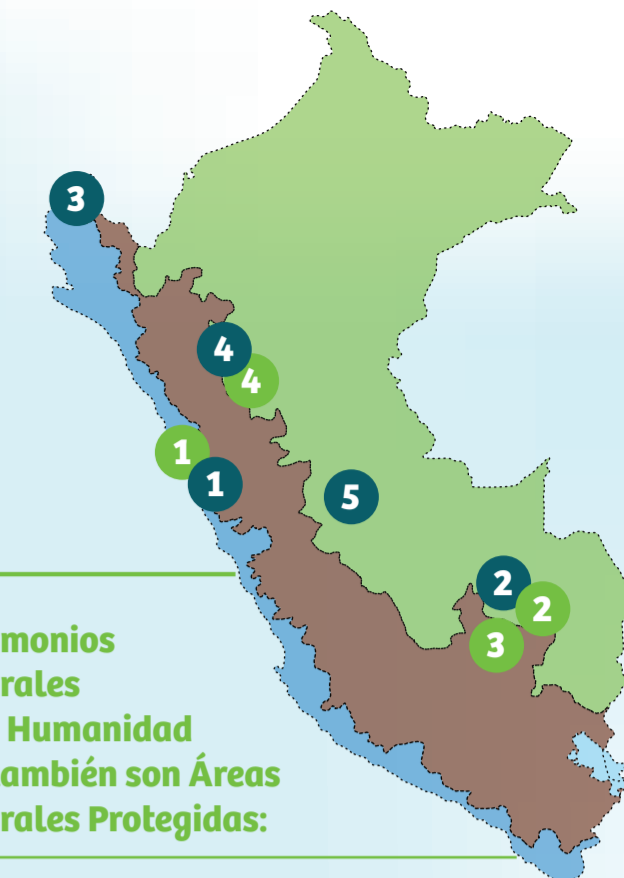 3
4
4
1
1
5
2
2
3
monios
rales
Humanidad
ambién son Áreas
rales Protegidas: